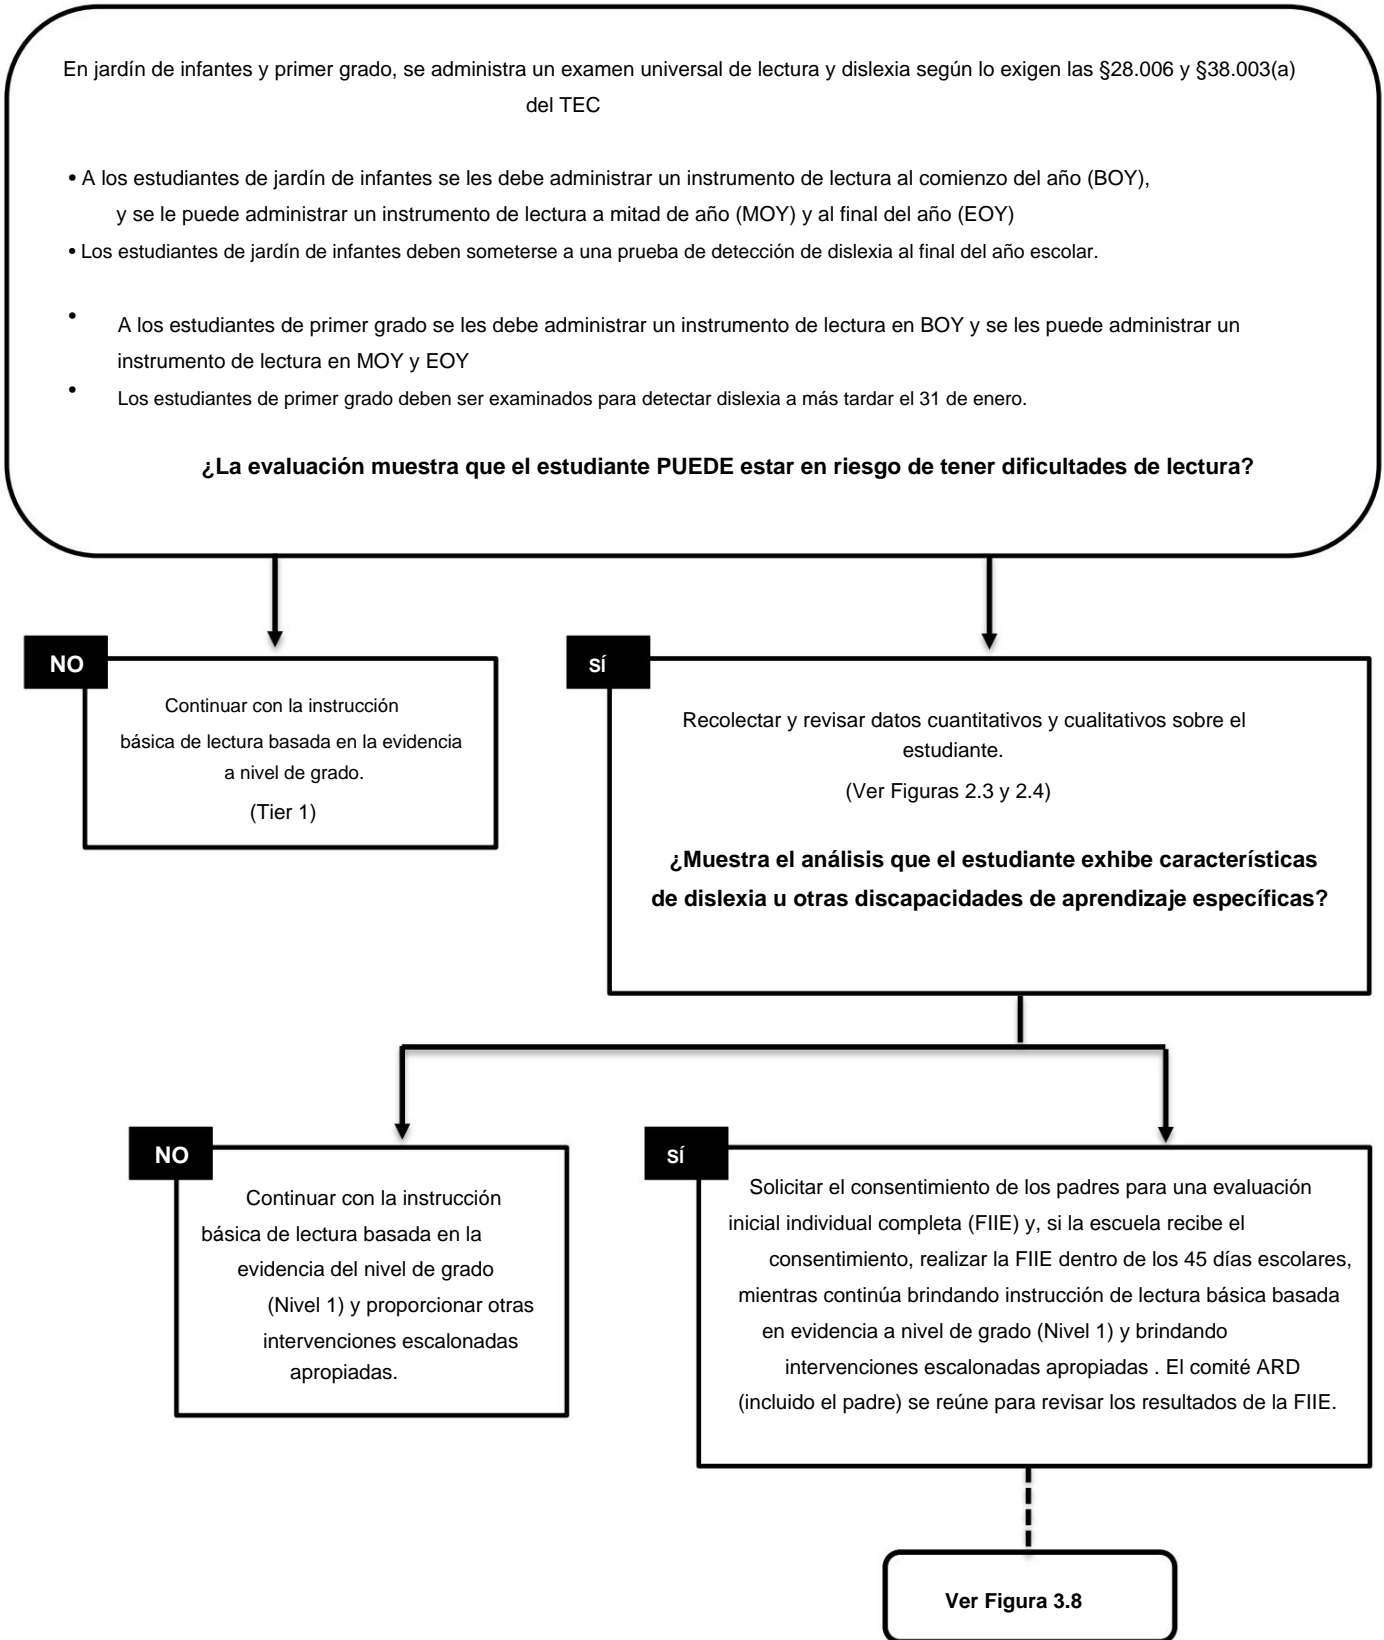 En jardín de infantes y primer grado, se administra un examen universal de lectura y dislexia según lo exigen las §28.006 y §38.003(a)
del TEC
• A los estudiantes de jardín de infantes se les debe administrar un instrumento de lectura al comienzo del año (BOY),
y se le puede administrar un instrumento de lectura a mitad de año (MOY) y al final del año (EOY)
• Los estudiantes de jardín de infantes deben someterse a una prueba de detección de dislexia al final del año escolar.
• A los estudiantes de primer grado se les debe administrar un instrumento de lectura en BOY y se les puede administrar un
instrumento de lectura en MOY y EOY
• Los estudiantes de primer grado deben ser examinados para detectar dislexia a más tardar el 31 de enero.
¿La evaluación muestra que el estudiante PUEDE estar en riesgo de tener dificultades de lectura?
NO
Continuar con la instrucción
básica de lectura basada en la evidencia
a nivel de grado.
(Tier 1)
SÍ
Recolectar y revisar datos cuantitativos y cualitativos sobre el
estudiante.
(Ver Figuras 2.3 y 2.4)
¿Muestra el análisis que el estudiante exhibe características
de dislexia u otras discapacidades de aprendizaje específicas?
NO
Continuar con la instrucción
básica de lectura basada en la
evidencia del nivel de grado
(Nivel 1) y proporcionar otras
intervenciones escalonadas
apropiadas.
SÍ
Solicitar el consentimiento de los padres para una evaluación
inicial individual completa (FIIE) y, si la escuela recibe el
consentimiento, realizar la FIIE dentro de los 45 días escolares,
mientras continúa brindando instrucción de lectura básica basada
en evidencia a nivel de grado (Nivel 1) y brindando
intervenciones escalonadas apropiadas . El comité ARD
(incluido el padre) se reúne para revisar los resultados de la FIIE.
Ver Figura 3.8